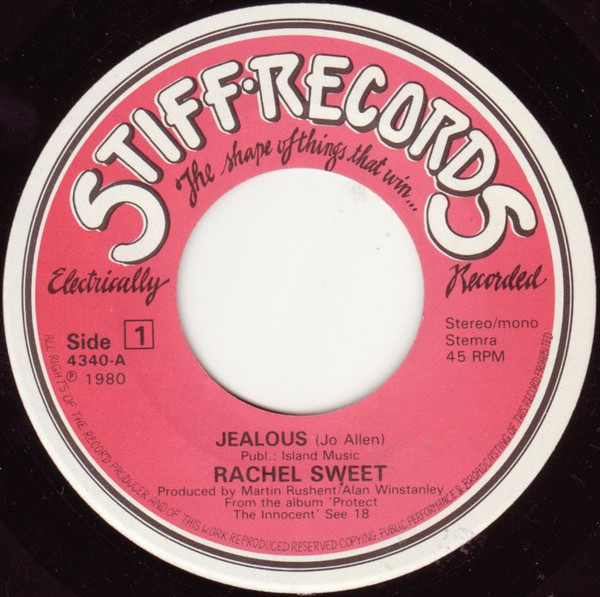 STIFF·RECORDS
The shape of things that win...
Electrically Recorded
Side 1
4340-A
℗ 1980
Stereo/mono
Stemra
45 RPM
JEALOUS (Jo Allen)
Publ.: Island Music
RACHEL SWEET
Produced by Martin Rushent/Alan Winstanley
From the album 'Protect
The Innocent' See 18
ALL RIGHTS OF THE RECORD PRODUCER AND OF THIS WORK REPRODUCED RESERVED COPYING, PUBLIC PERFORMANCE & BROADCASTING OF THIS RECORD PROHIBITED